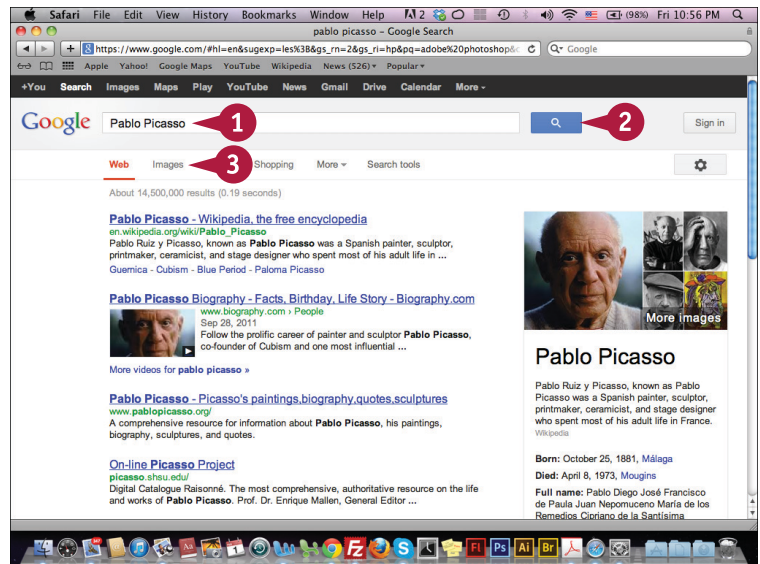 Safari File Edit View History Bookmarks Window Help 2 (98%) Fri 10:56 PM
pablo picasso – Google Search
https://www.google.com/#hl=en&sugexp=les%3B&gs_rn=2&gs_ri=hp&pq=adobe%20photoshop& Google
Apple Yahoo! Google Maps YouTube Wikipedia News (526) Popular
+You Search Images Maps Play YouTube News Gmail Drive Calendar More
Google Pablo Picasso 1 2 Sign in
Web Images 3 Shopping More Search tools
About 14,500,000 results (0.19 seconds)
Pablo Picasso - Wikipedia, the free encyclopedia
en.wikipedia.org/wiki/Pablo_Picasso
Pablo Ruiz y Picasso, known as Pablo Picasso was a Spanish painter, sculptor,
printmaker, ceramicist, and stage designer who spent most of his adult life in ...
Guernica - Cubism - Blue Period - Paloma Picasso
Pablo Picasso Biography - Facts, Birthday, Life Story - Biography.com
www.biography.com › People
Sep 28, 2011
Follow the prolific career of painter and sculptor Pablo Picasso,
co-founder of Cubism and one most influential ...
More videos for pablo picasso »
Pablo Picasso - Picasso's paintings,biography,quotes,sculptures
www.pablopicasso.org/
A comprehensive resource for information about Pablo Picasso, his paintings,
biography, sculptures, and quotes.
On-line Picasso Project
picasso.shsu.edu/
Digital Catalogue Raisonné. The most comprehensive, authoritative resource on the life
and works of Pablo Picasso. Prof. Dr. Enrique Mallen, General Editor ...
More images
Pablo Picasso
Pablo Ruiz y Picasso, known as Pablo
Picasso was a Spanish painter, sculptor,
printmaker, ceramicist, and stage designer
who spent most of his adult life in France.
Wikipedia
Born: October 25, 1881, Málaga
Died: April 8, 1973, Mougins
Full name: Pablo Diego José Francisco
de Paula Juan Nepomuceno María de los
Remedios Cipriano de la Santísima
Fl Ps Ai Br